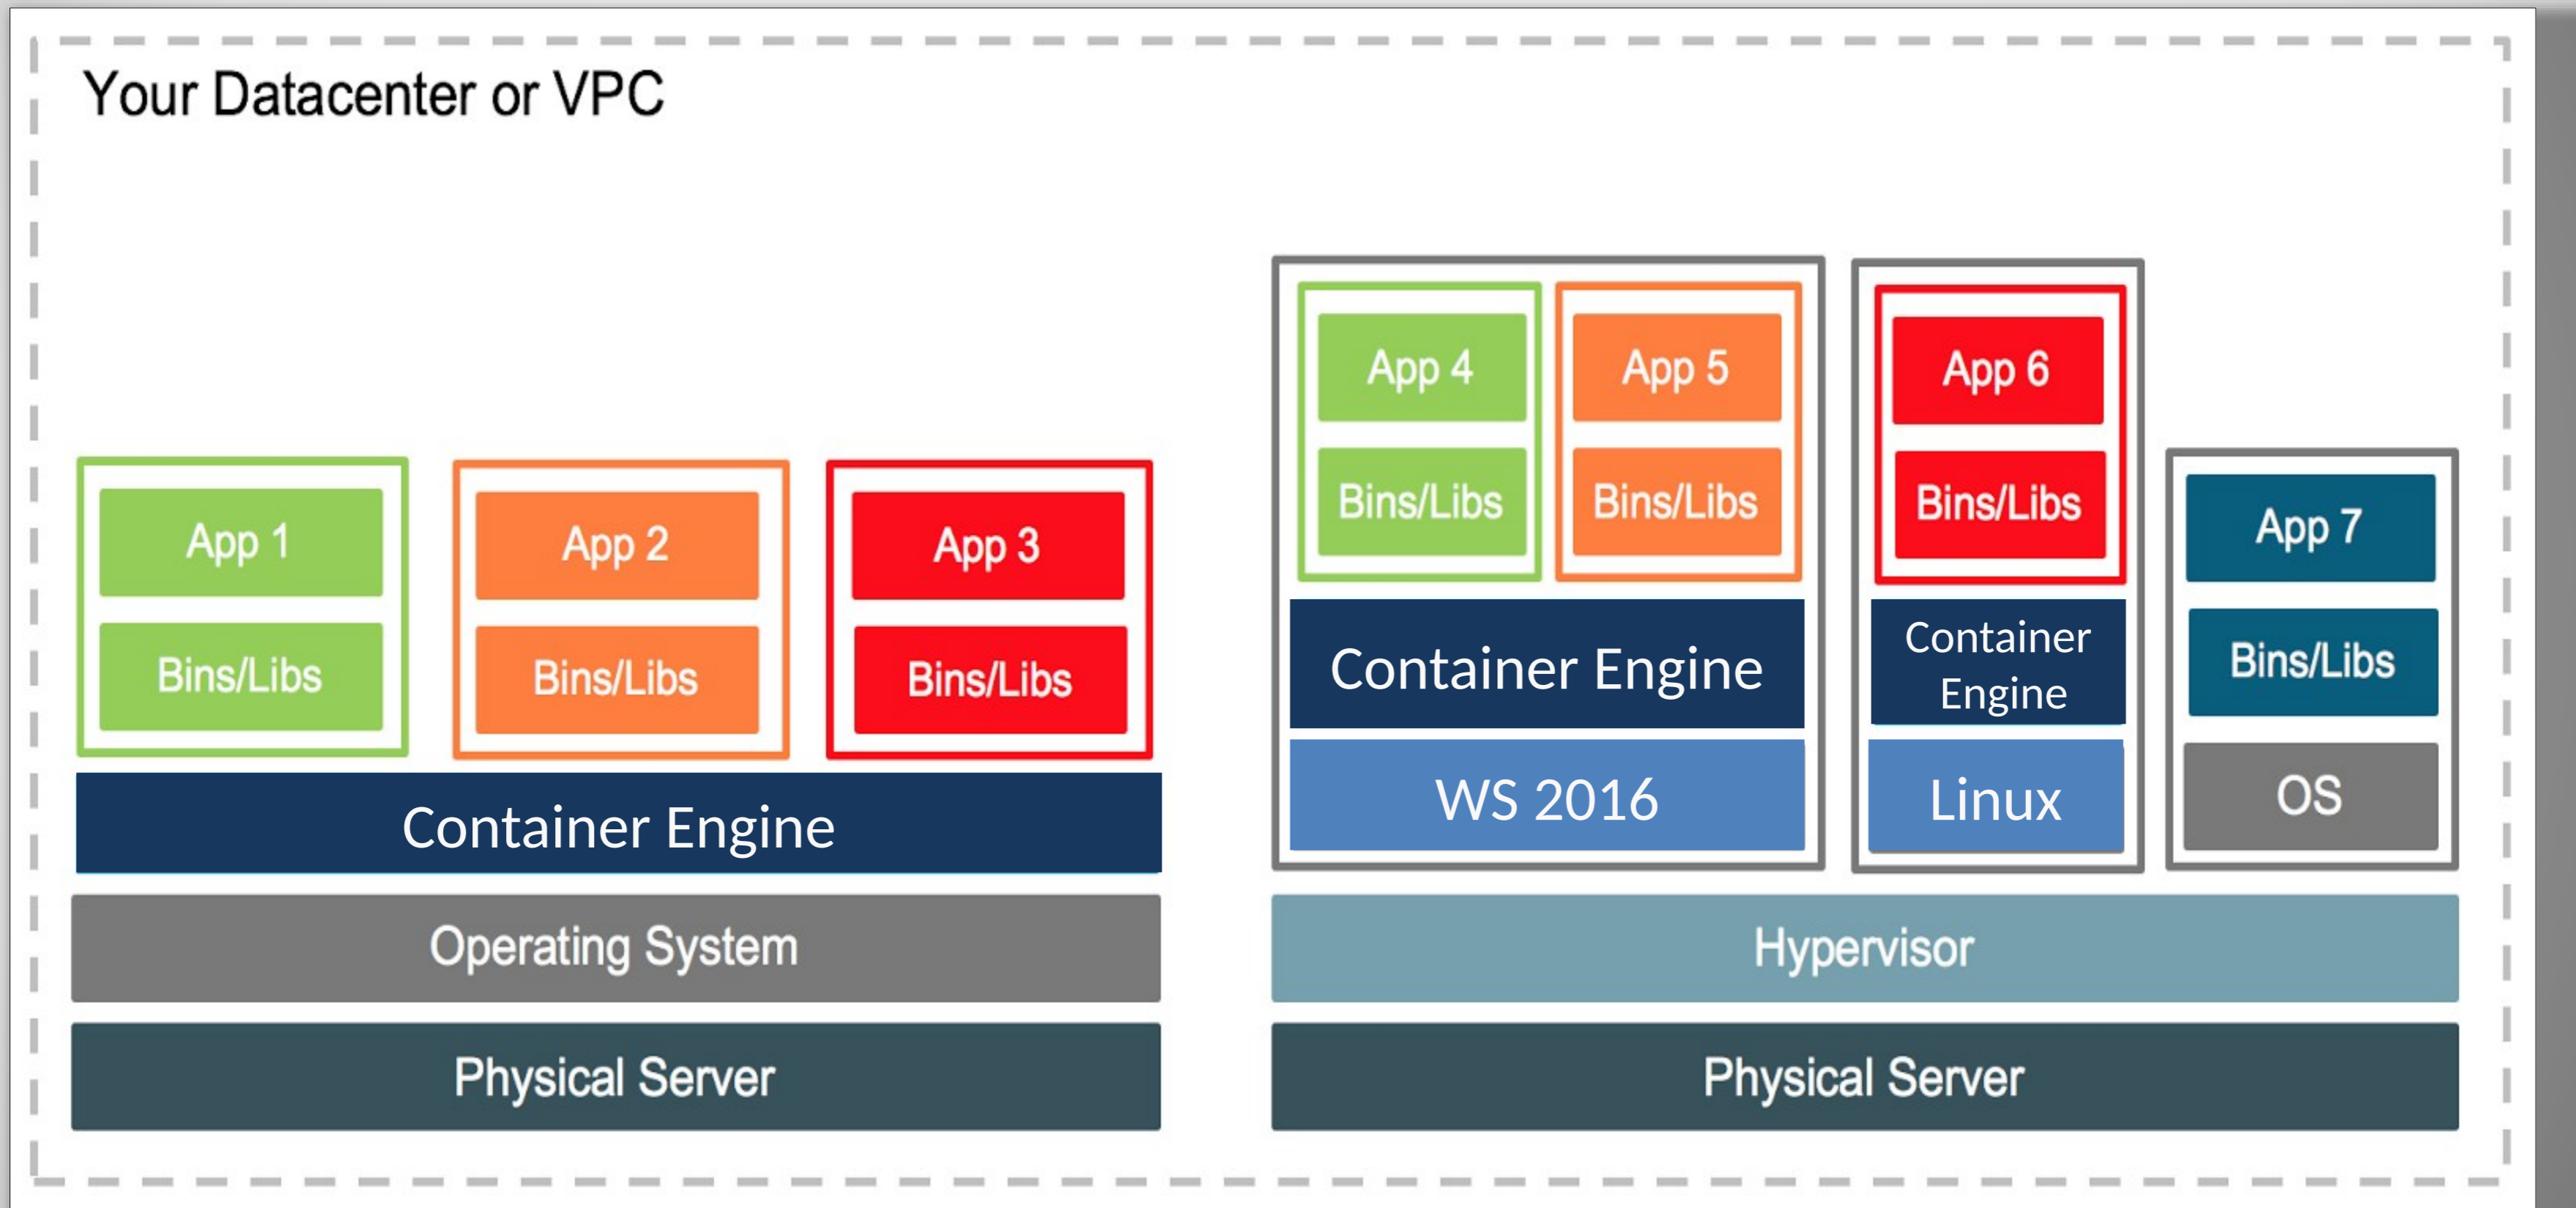 Your Datacenter or VPC
App 1
Bins/Libs
App 2
Bins/Libs
App 3
Bins/Libs
Container Engine
Operating System
Physical Server
App 4
Bins/Libs
App 5
Bins/Libs
Container Engine
WS 2016
App 6
Bins/Libs
Container
Engine
Linux
App 7
Bins/Libs
OS
Hypervisor
Physical Server